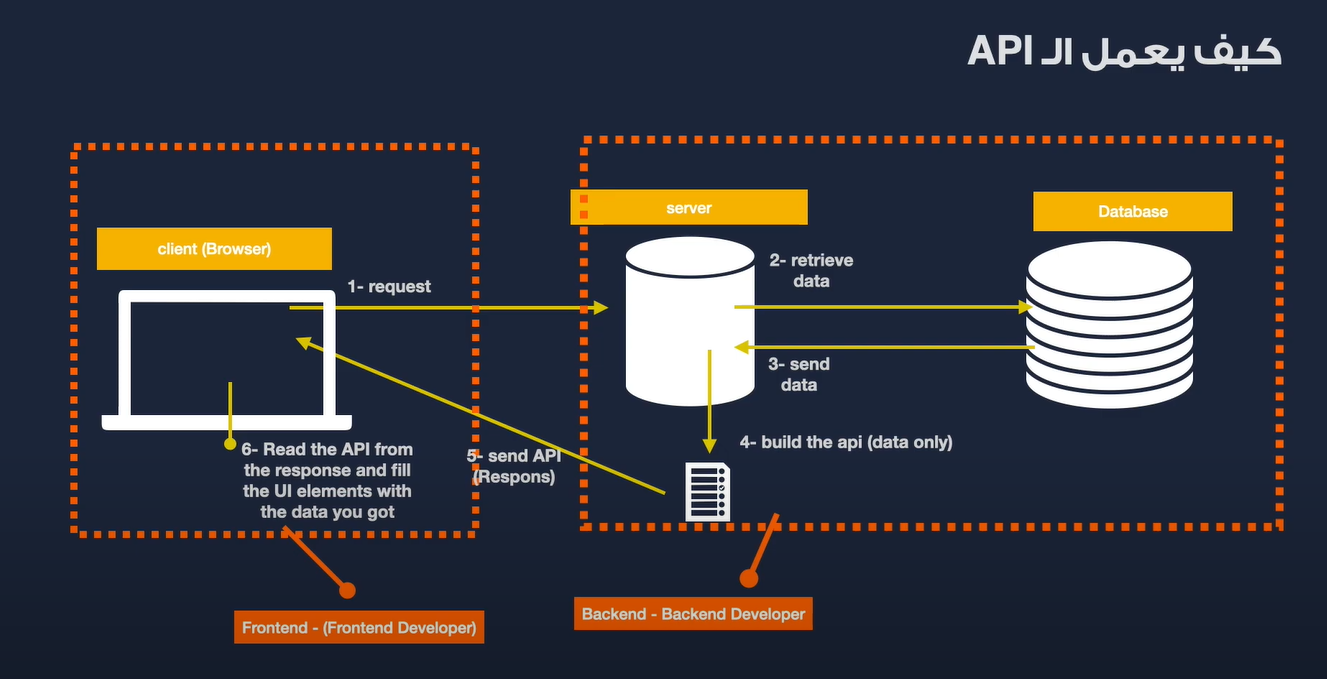 كيف يعمل الـ API
client (Browser)
server
Database
1- request
2- retrieve
data
3- send
data
4- build the api (data only)
5- send API
(Respons)
6- Read the API from
the response and fill
the UI elements with
the data you got
Frontend - (Frontend Developer)
Backend - Backend Developer